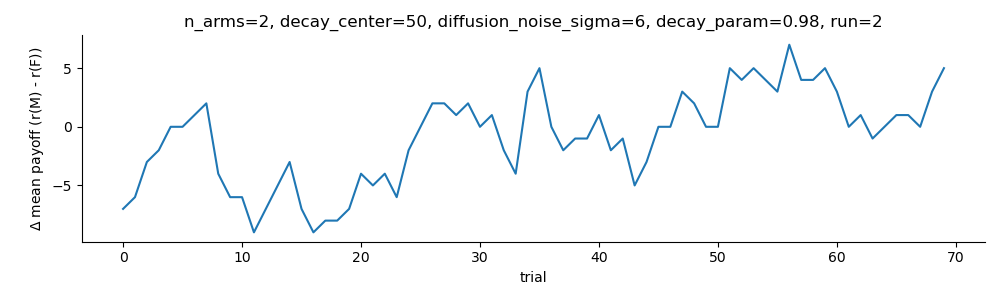 n_arms=2, decay_center=50, diffusion_noise_sigma=6, decay_param=0.98, run=2
Δ mean payoff (r(M) - r(F))
5
0
−5
0 10 20 30 40 50 60 70
trial